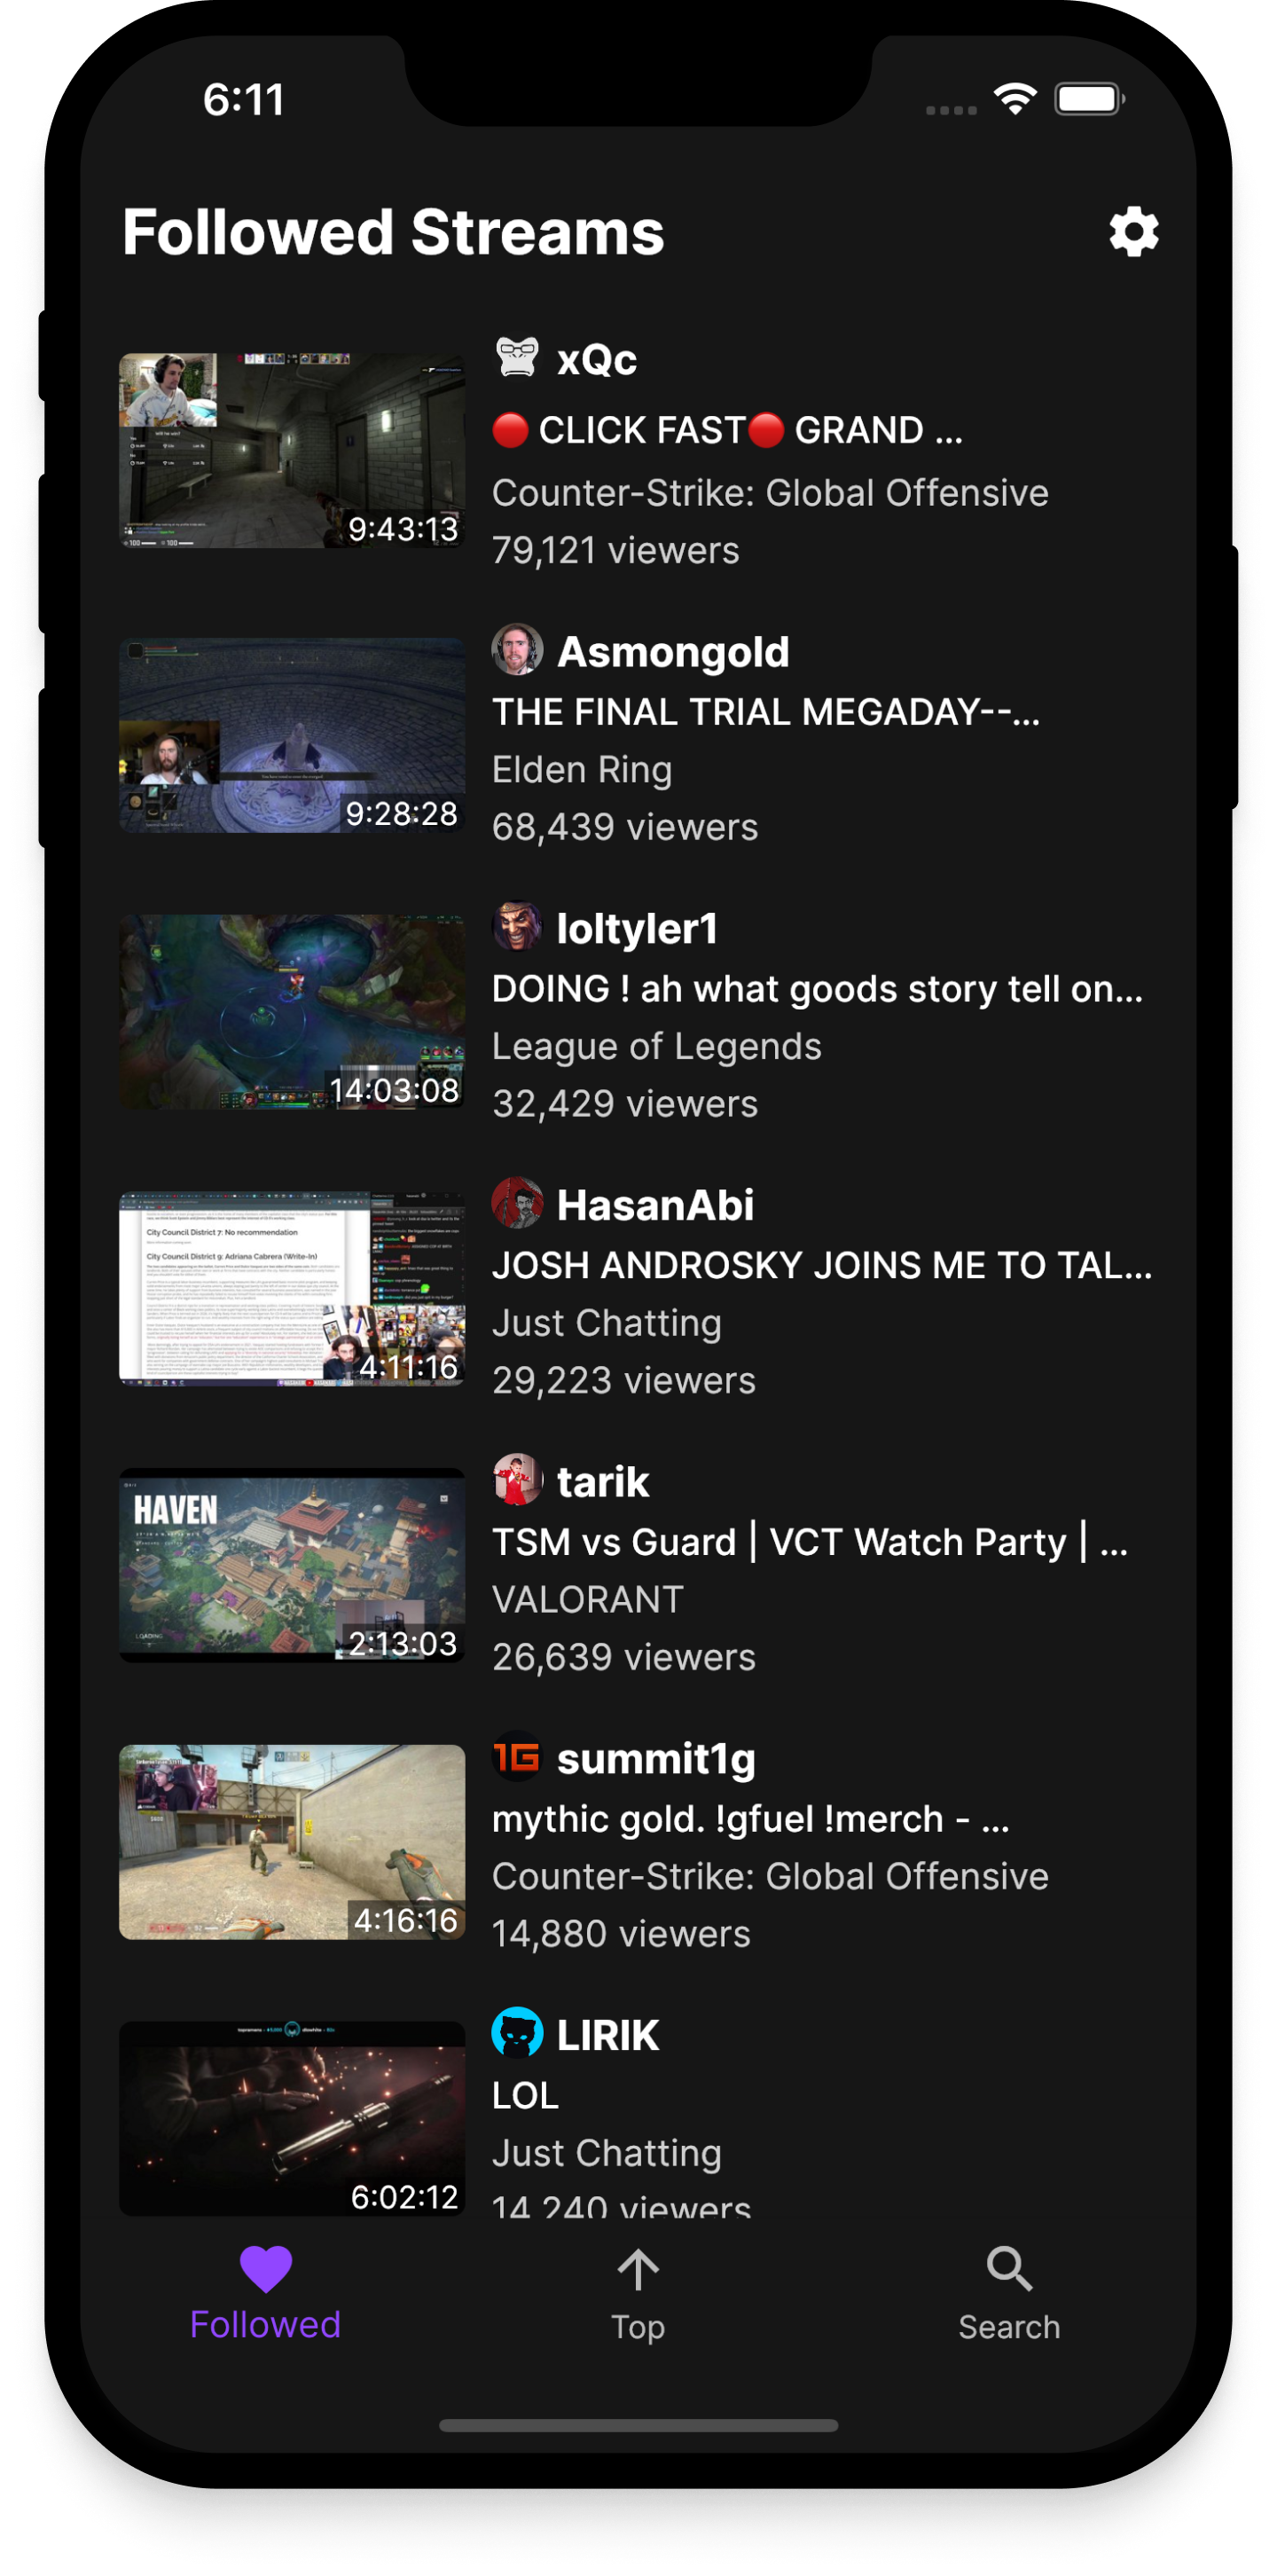 6:11
Followed Streams
xQc
🔴 CLICK FAST🔴 GRAND ...
Counter-Strike: Global Offensive
79,121 viewers
9:43:13
Asmongold
THE FINAL TRIAL MEGADAY--...
Elden Ring
68,439 viewers
9:28:28
loltyler1
DOING ! ah what goods story tell on...
League of Legends
32,429 viewers
14:03:08
HasanAbi
JOSH ANDROSKY JOINS ME TO TAL...
Just Chatting
29,223 viewers
City Council District 7: No recommendation
City Council District 9: Adriana Cabrera (Write-In)
4:11:16
tarik
TSM vs Guard | VCT Watch Party | ...
VALORANT
26,639 viewers
HAVEN
LOADING
2:13:03
1G summit1g
mythic gold. !gfuel !merch - ...
Counter-Strike: Global Offensive
14,880 viewers
4:16:16
LIRIK
LOL
Just Chatting
14,240 viewers
6:02:12
Followed
Top
Search